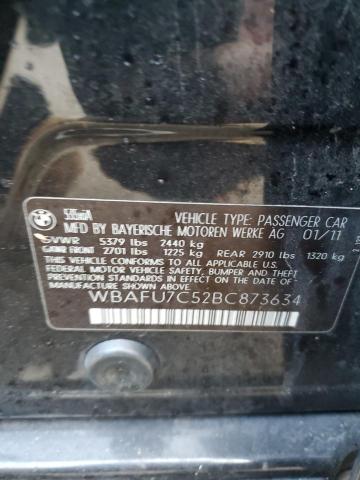 535xiA VEHICLE TYPE: PASSENGER CAR
MFD BY BAYERISCHE MOTOREN WERKE AG 01/11
GVWR 5379 lbs 2440 kg
GAWR FRONT 2701 lbs 1225 kg REAR 2910 lbs 1320 kg
THIS VEHICLE CONFORMS TO ALL APPLICABLE
FEDERAL MOTOR VEHICLE SAFETY,
BUMPER, AND THEFT PREVENTION
STANDARDS IN EFFECT ON THE DATE
OF MANUFACTURE SHOWN ABOVE:
WBAFU7C52BC873634